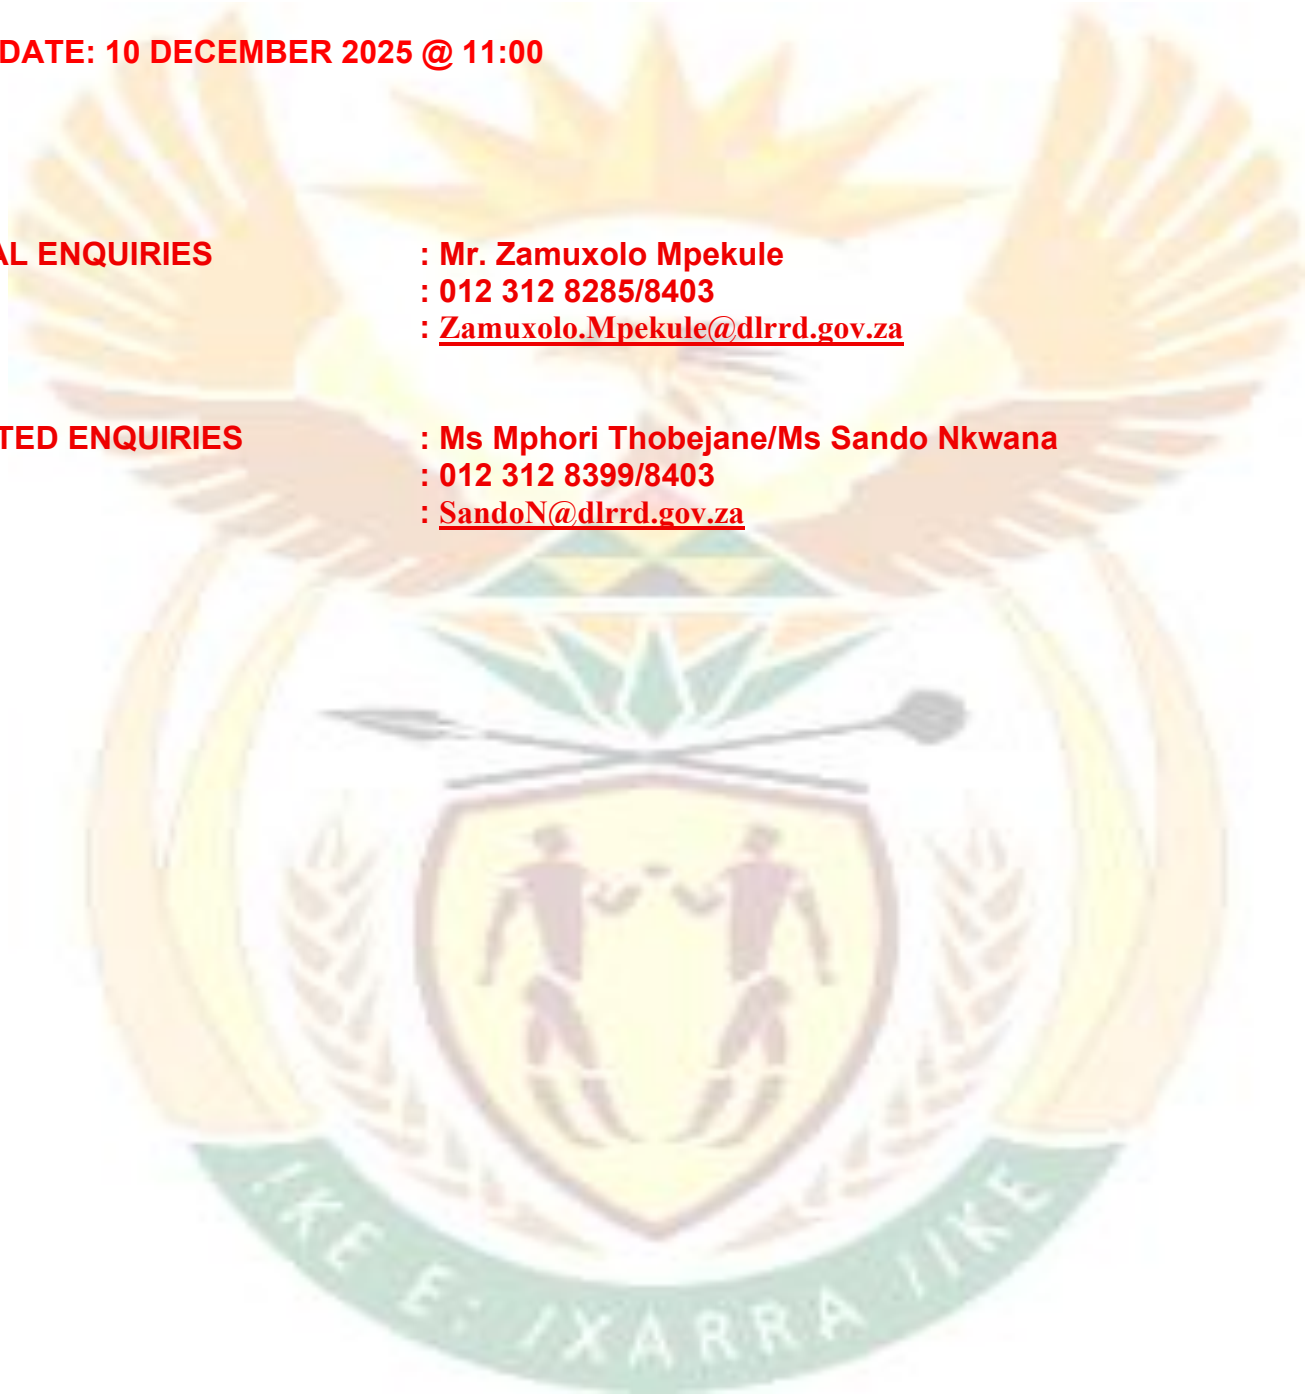 DATE: 10 DECEMBER 2025 @ 11:00
AL ENQUIRIES : Mr. Zamuxolo Mpekule
: 012 312 8285/8403
: Zamuxolo.Mpekule@dlrrd.gov.za
TED ENQUIRIES : Ms Mphori Thobejane/Ms Sando Nkwana
: 012 312 8399/8403
: SandoN@dlrrd.gov.za
!KE E: /XARRA //KE